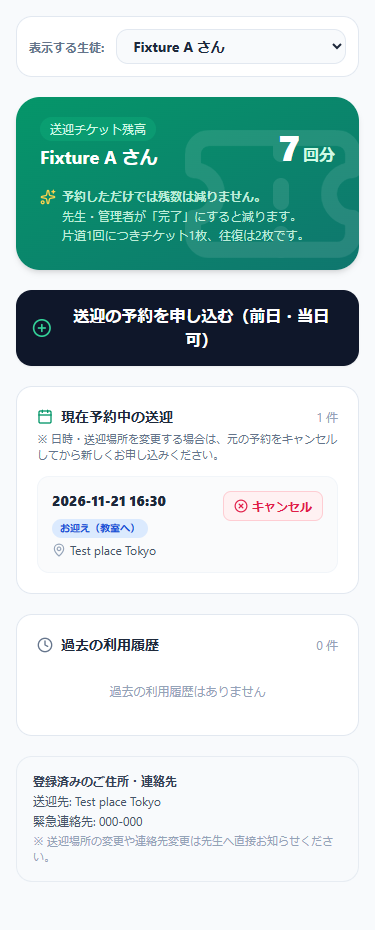 表示する生徒:
Fixture A さん
送迎チケット残高
Fixture A さん
7 回分
予約しただけでは残数は減りません。
先生・管理者が「完了」にすると減ります。
片道1回につきチケット1枚、往復は2枚です。
送迎の予約を申し込む（前日・当日
可）
現在予約中の送迎
1 件
※ 日時・送迎場所を変更する場合は、元の予約をキャンセル
してから新しくお申し込みください。
2026-11-21 16:30
キャンセル
お迎え（教室へ）
Test place Tokyo
過去の利用履歴
0 件
過去の利用履歴はありません
登録済みのご住所・連絡先
送迎先: Test place Tokyo
緊急連絡先: 000-000
※ 送迎場所の変更や連絡先変更は先生へ直接お知らせくださ
い。